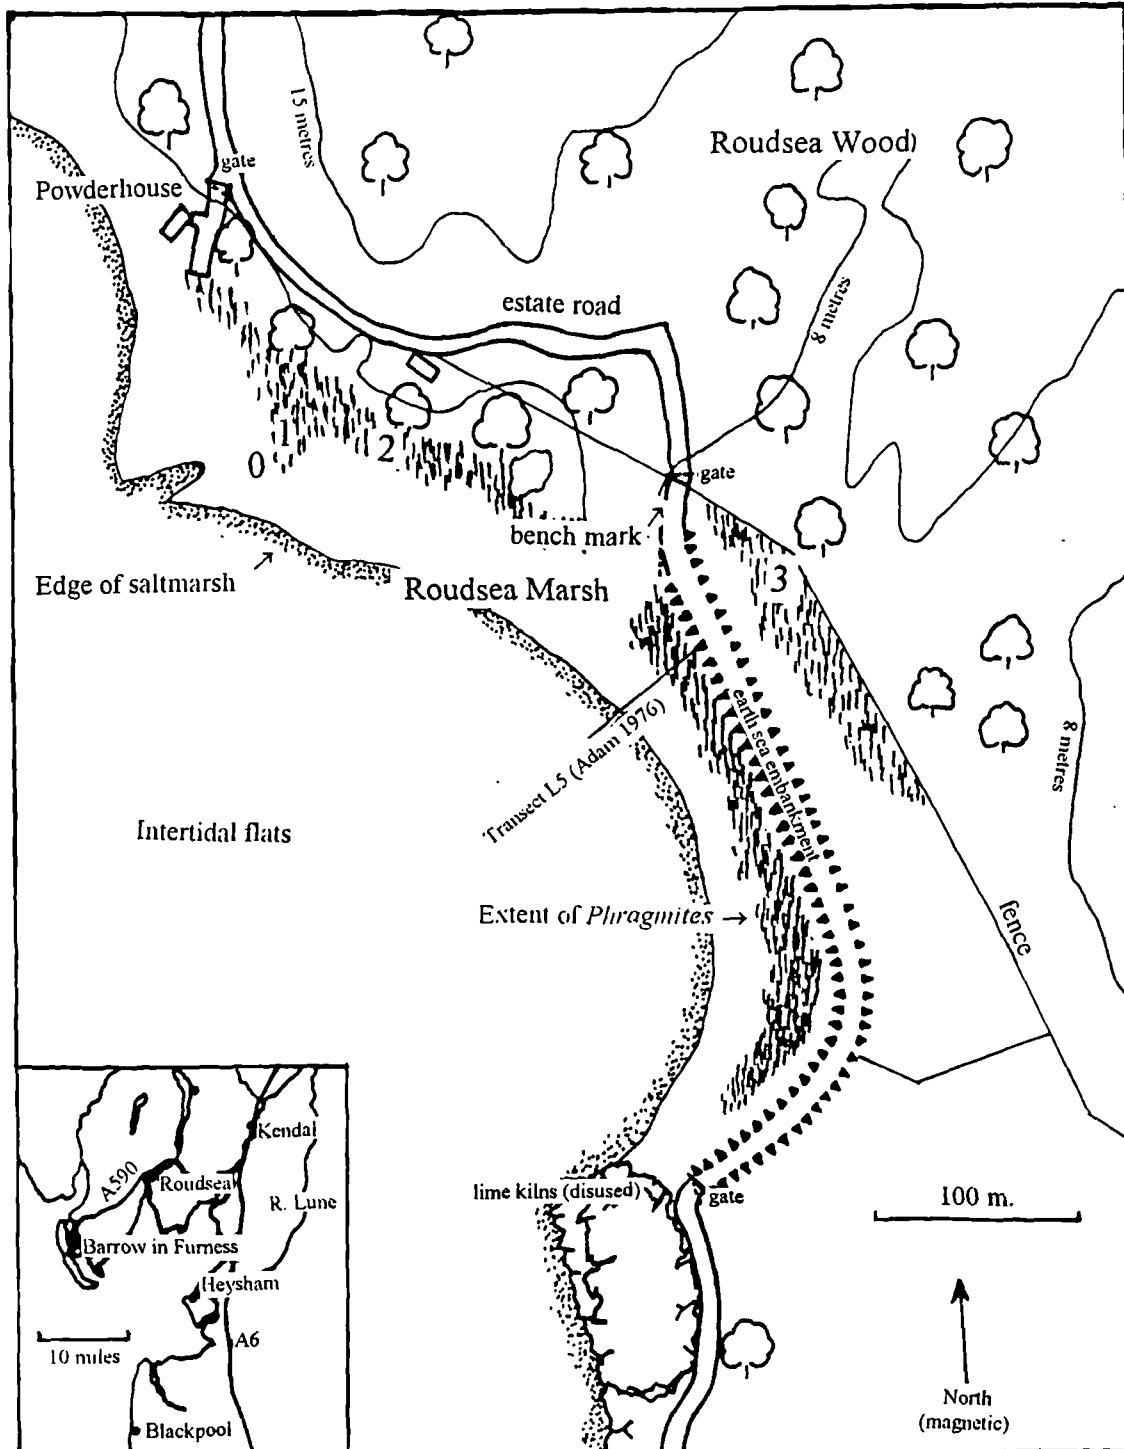 15 metres
Roudsea Wood
gate
Powderhouse
estate road
8 metres
1
2
0
gate
bench mark
3
Edge of saltmarsh
Roudsea Marsh
earth sea embankment
Transect L5 (Adam 1976)
8 metres
Intertidal flats
Extent of Phragmites
fence
Kendal
A590
Roudsea
lime kilns (disused)
gate
R. Lune
100 m.
Barrow in Furness
Heysham
A6
10 miles
North
(magnetic)
Blackpool